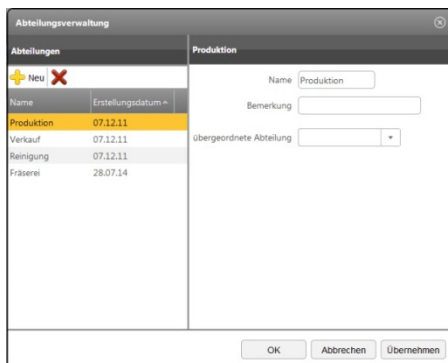 Abteilungsverwaltung
Abteilungen
Neu
Name Erstellungsdatum
Produktion 07.12.11
Verkauf 07.12.11
Reinigung 07.12.11
Fräserei 28.07.14
Produktion
Name Produktion
Bemerkung
übergeordnete Abteilung
OK Abbrechen Übernehmen